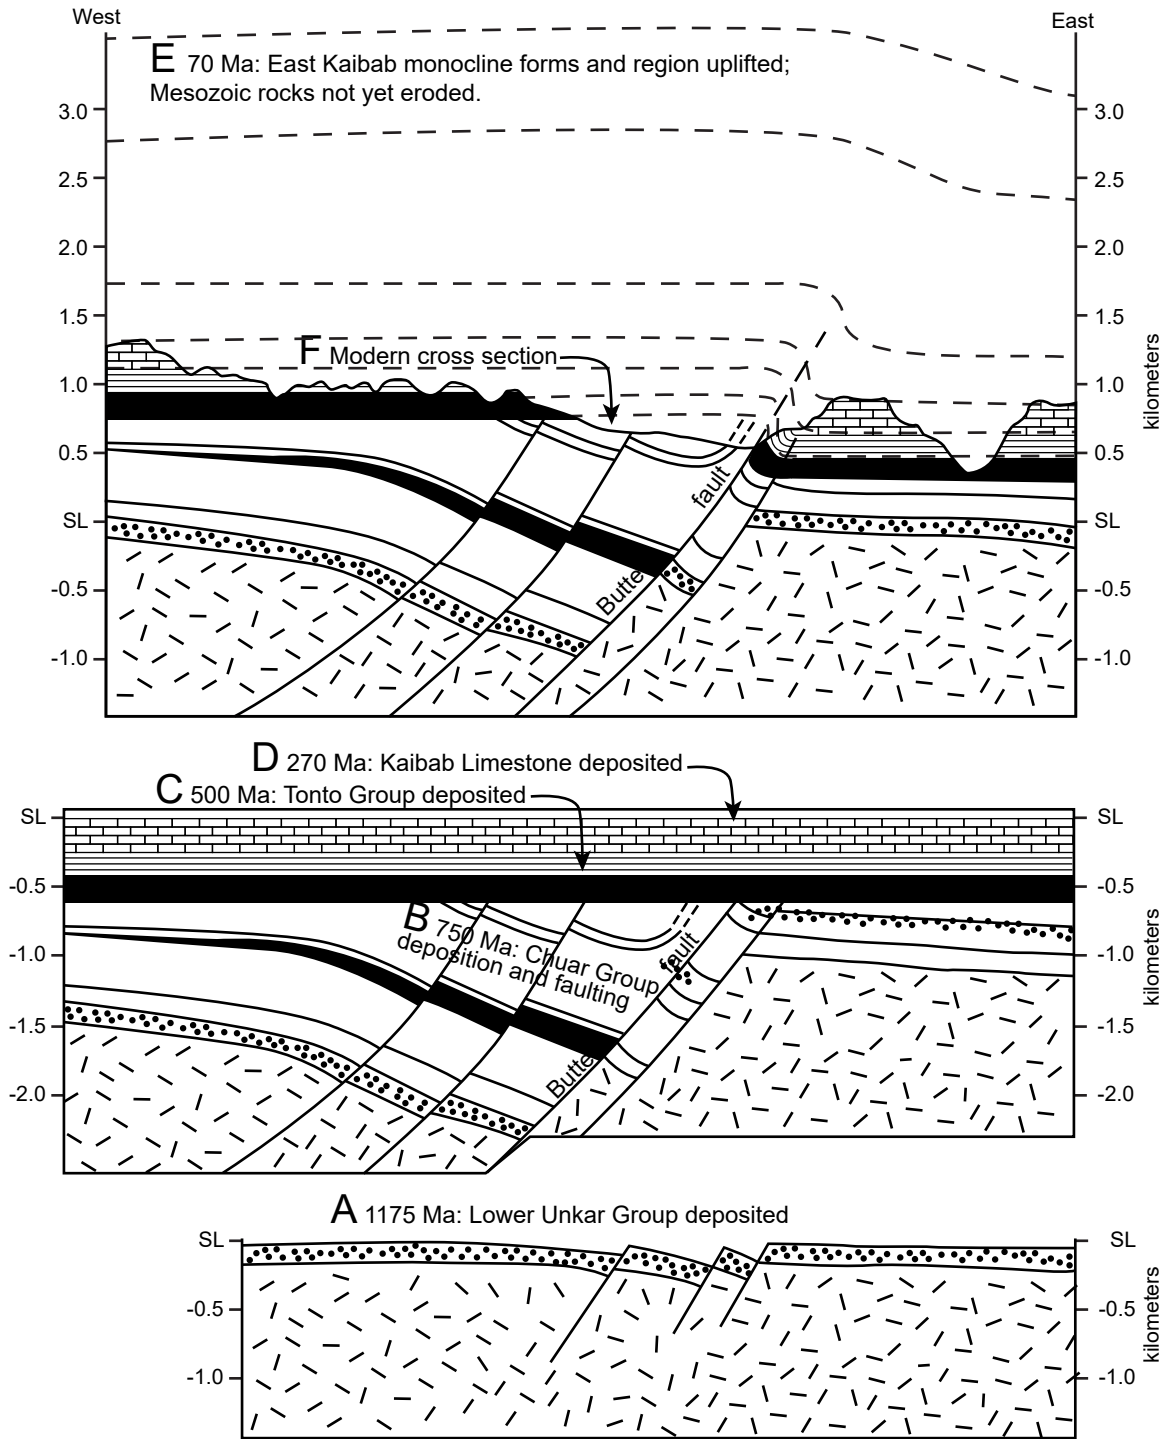 West
East
E 70 Ma: East Kaibab monocline forms and region uplifted;
Mesozoic rocks not yet eroded.
3.0
2.5
2.0
1.5
1.0
0.5
SL
-0.5
-1.0
3.0
2.5
2.0
1.5
1.0
0.5
SL
-0.5
-1.0
kilometers
F Modern cross section
fault
Butte
D 270 Ma: Kaibab Limestone deposited
C 500 Ma: Tonto Group deposited
SL
-0.5
-1.0
-1.5
-2.0
SL
-0.5
-1.0
-1.5
-2.0
kilometers
B 750 Ma: Chuar Group
deposition and faulting
fault
Butte
A 1175 Ma: Lower Unkar Group deposited
SL
-0.5
-1.0
SL
-0.5
-1.0
kilometers